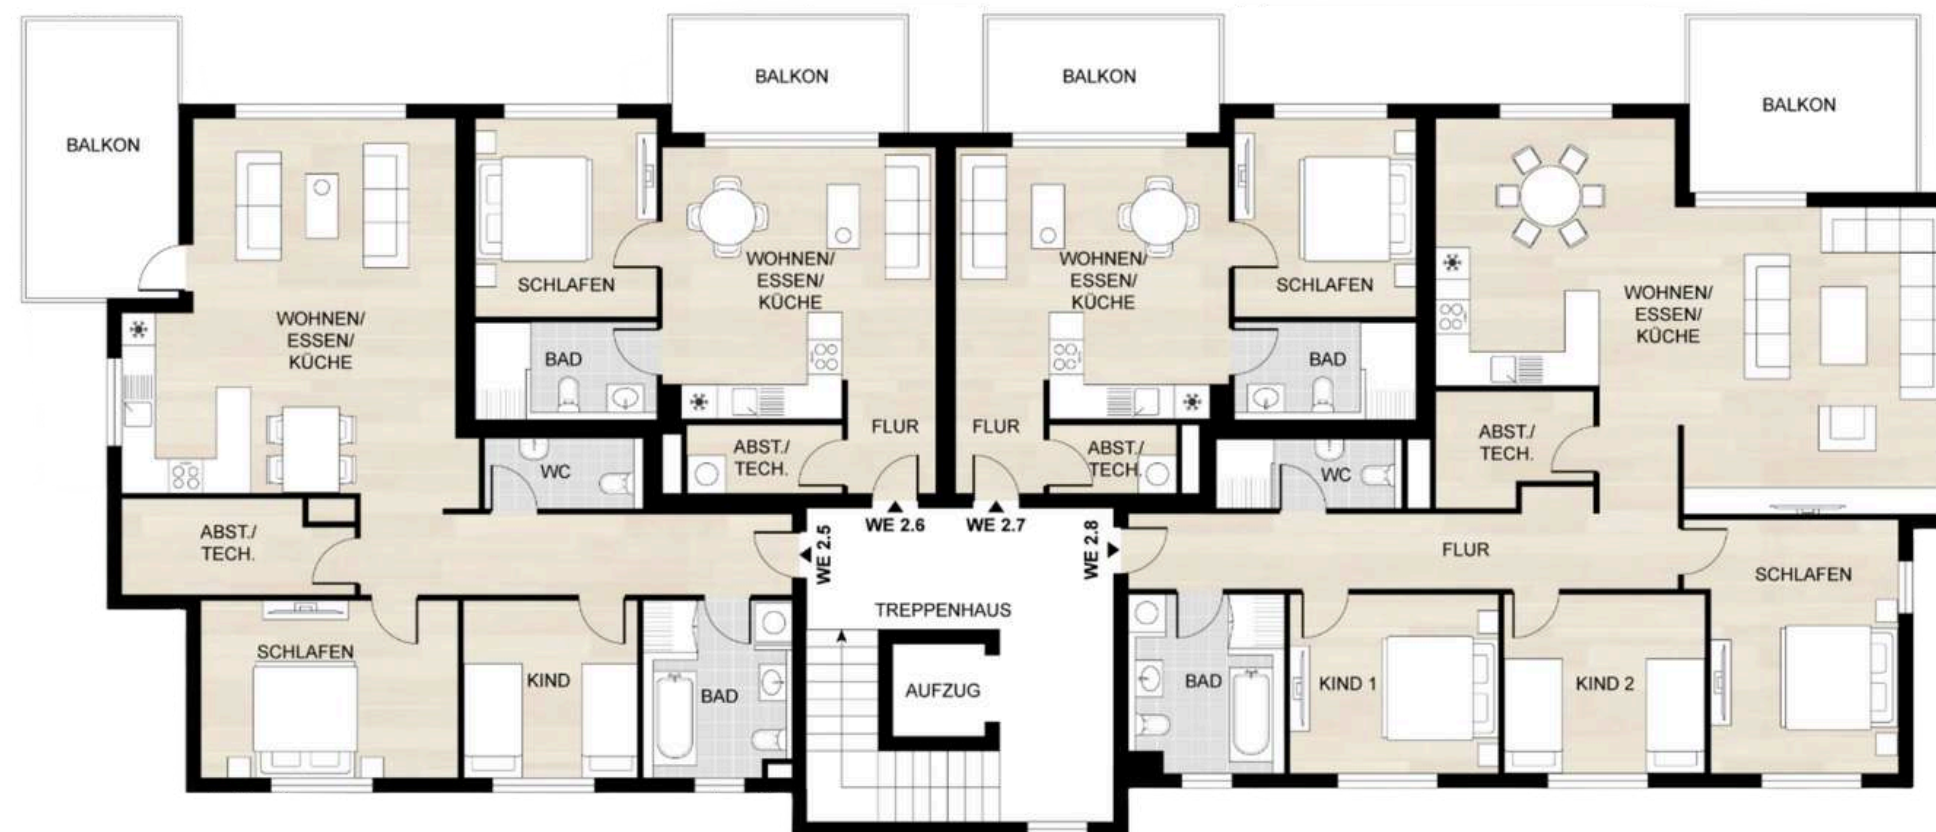 BALKON
BALKON
BALKON
BALKON
WOHNEN/
ESSEN/
KÜCHE
SCHLAFEN
WOHNEN/
ESSEN/
KÜCHE
WOHNEN/
ESSEN/
KÜCHE
SCHLAFEN
WOHNEN/
ESSEN/
KÜCHE
BAD
BAD
ABST./
TECH.
WC
ABST./
TECH.
FLUR
FLUR
ABST./
TECH.
WC
ABST./
TECH.
WE 2.5
WE 2.6
WE 2.7
WE 2.8
FLUR
SCHLAFEN
TREPPENHAUS
SCHLAFEN
KIND
BAD
AUFZUG
BAD
KIND 1
KIND 2